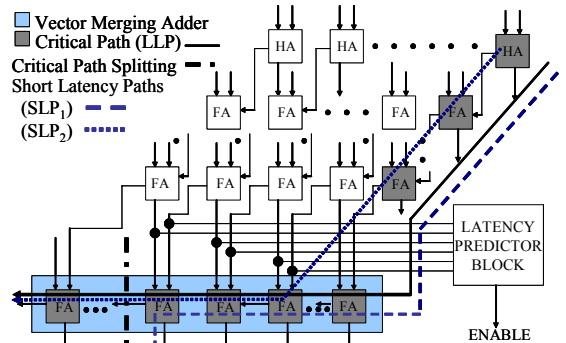 Vector Merging Adder
Critical Path (LLP)
Critical Path Splitting
Short Latency Paths
(SLP1)
(SLP2)
HA
HA
HA
FA
FA
FA
FA
FA
FA
FA
FA
FA
LATENCY
PREDICTOR
BLOCK
FA
FA
FA
FA
FA
ENABLE